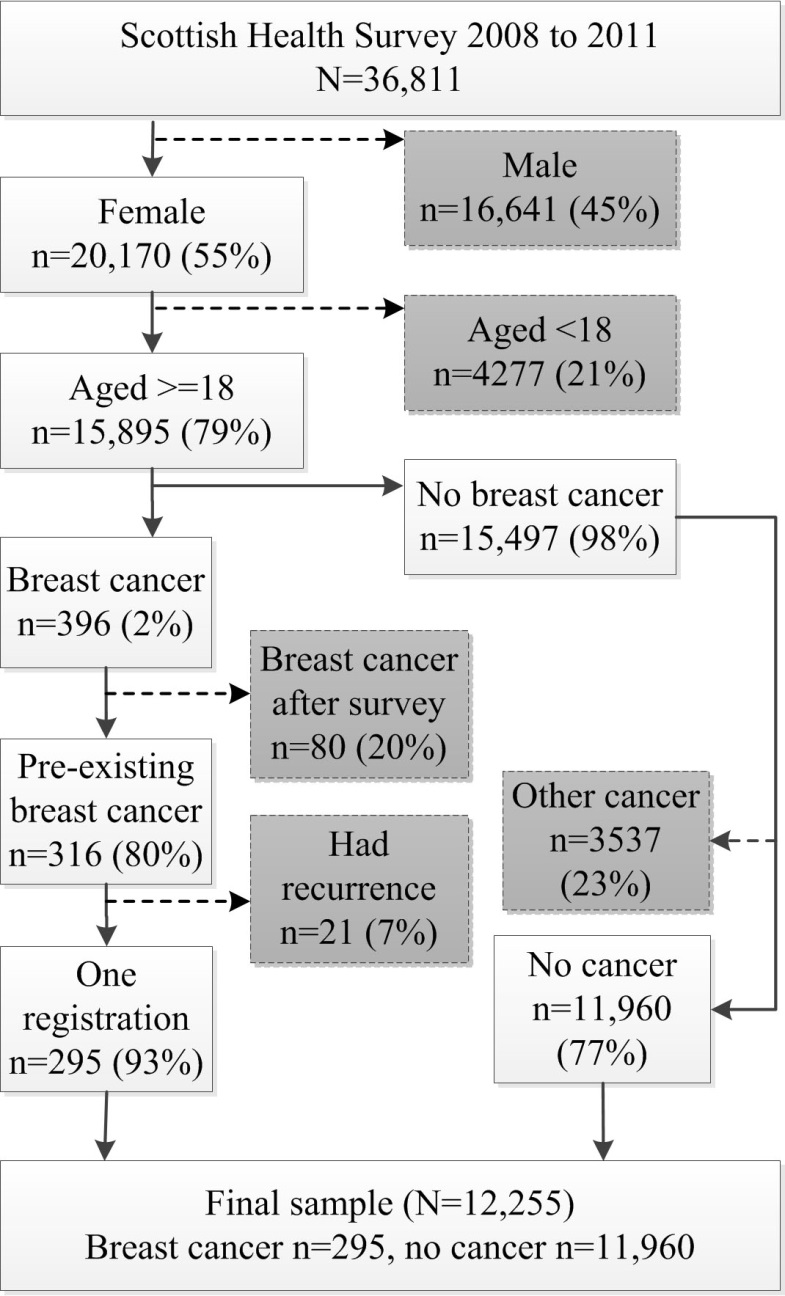 Scottish Health Survey 2008 to 2011
N=36,811
Male
n=16,641 (45%)
Female
n=20,170 (55%)
Aged <18
n=4277 (21%)
Aged >=18
n=15,895 (79%)
No breast cancer
n=15,497 (98%)
Breast cancer
n=396 (2%)
Breast cancer
after survey
n=80 (20%)
Pre-existing
breast cancer
n=316 (80%)
Other cancer
n=3537
(23%)
Had
recurrence
n=21 (7%)
One
registration
n=295 (93%)
No cancer
n=11,960
(77%)
Final sample (N=12,255)
Breast cancer n=295, no cancer n=11,960